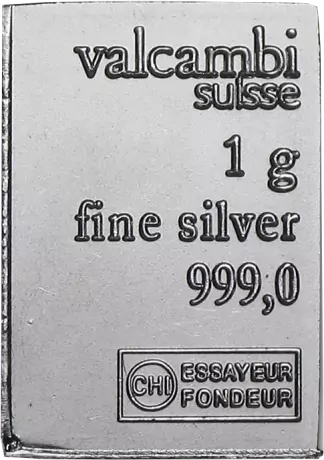 valcambi
suisse
1 g
fine silver
999,0
CHI ESSAYEUR
FONDEUR